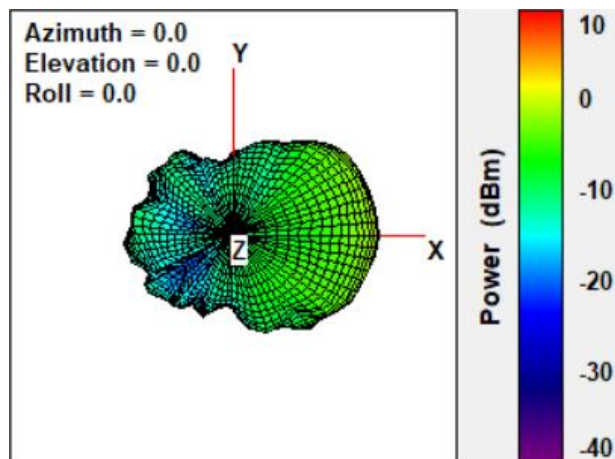 Azimuth = 0.0
Elevation = 0.0
Roll = 0.0
Y
X
Z
Power (dBm)
10
0
-10
-20
-30
-40